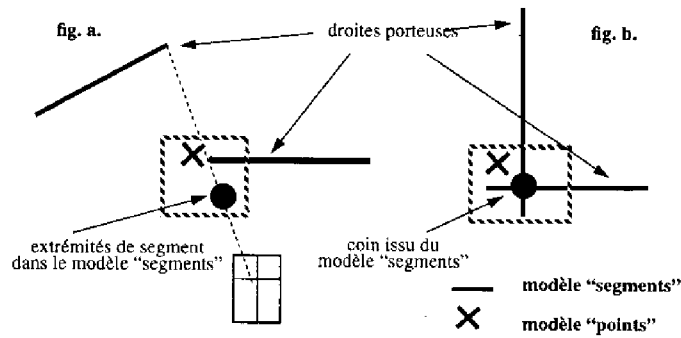 fig. a.
droites porteuses
fig. b.
extrémités de segment
dans le modèle "segments"
coin issu du
modèle "segments"
modèle "segments"
modèle "points"